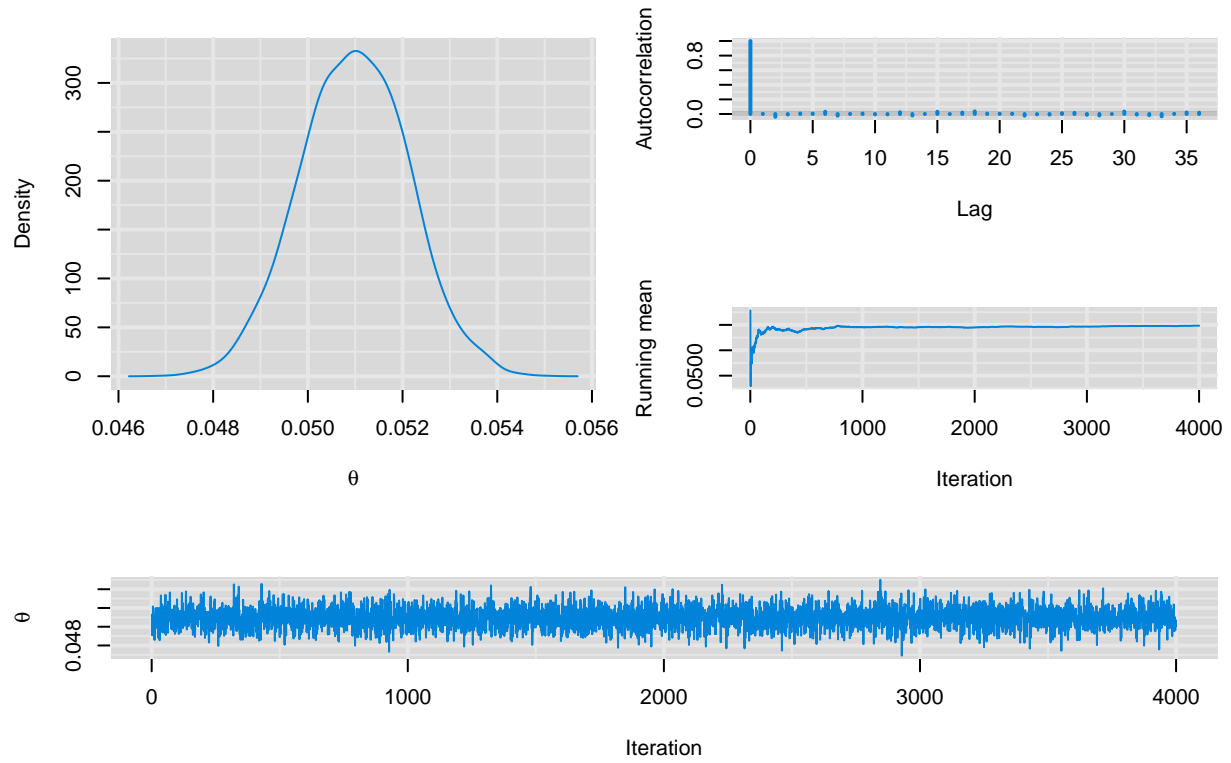 Density
0 50 100 200 300
0.046 0.048 0.050 0.052 0.054 0.056
θ
Autocorrelation
0.0 0.8
0 5 10 15 20 25 30 35
Lag
Running mean
0.0500
0 1000 2000 3000 4000
Iteration
θ
0.048
0 1000 2000 3000 4000
Iteration